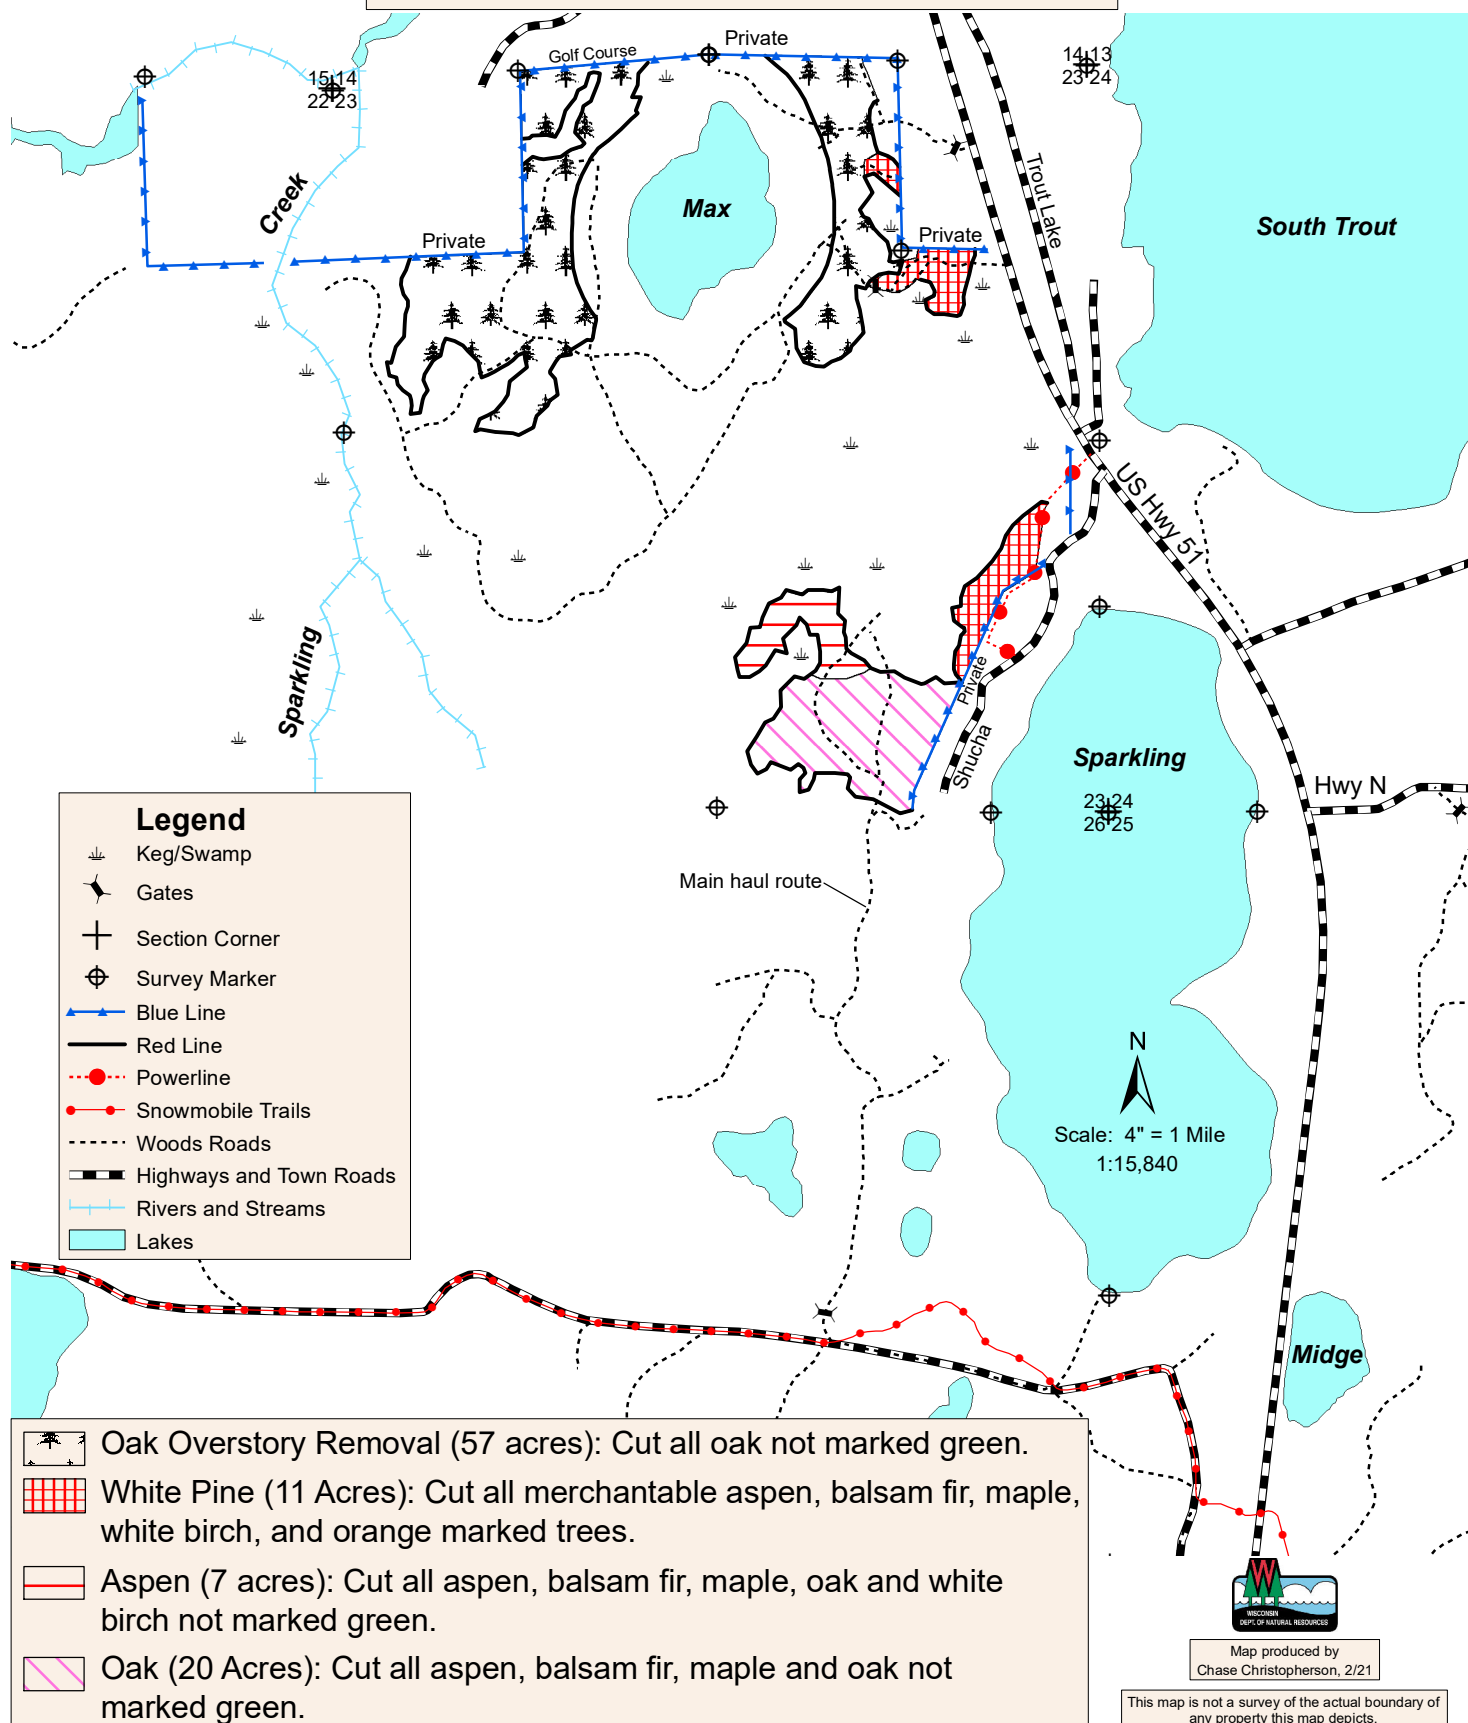 Private
Golf Course
15 14
22 23
14 13
23 24
Creek
Trout Lake
Max
South Trout
Private
Private
US Hwy 51
Sparkling
Private
Shucha
Sparkling
Hwy N
23 24
26 25
Main haul route
Legend
Keg/Swamp
Gates
Section Corner
Survey Marker
Blue Line
Red Line
Powerline
Snowmobile Trails
Woods Roads
Highways and Town Roads
Rivers and Streams
Lakes
N
Scale: 4" = 1 Mile
1:15,840
Midge
Oak Overstory Removal (57 acres): Cut all oak not marked green.
White Pine (11 Acres): Cut all merchantable aspen, balsam fir, maple,
white birch, and orange marked trees.
Aspen (7 acres): Cut all aspen, balsam fir, maple, oak and white
birch not marked green.
Oak (20 Acres): Cut all aspen, balsam fir, maple and oak not
marked green.
W
WISCONSIN
DEPT. OF NATURAL RESOURCES
Map produced by
Chase Christopherson, 2/21
This map is not a survey of the actual boundary of
any property this map depicts.